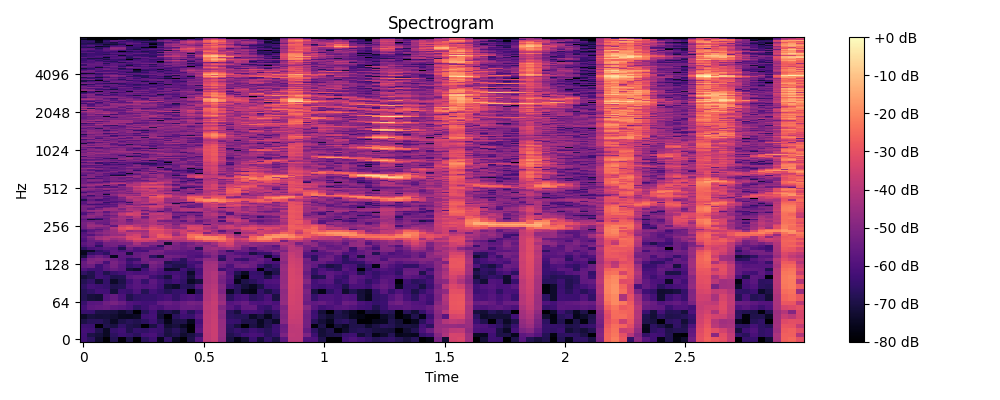 Spectrogram
Hz
4096
2048
1024
512
256
128
64
0
0
0.5
1
1.5
2
2.5
Time
+0 dB
-10 dB
-20 dB
-30 dB
-40 dB
-50 dB
-60 dB
-70 dB
-80 dB